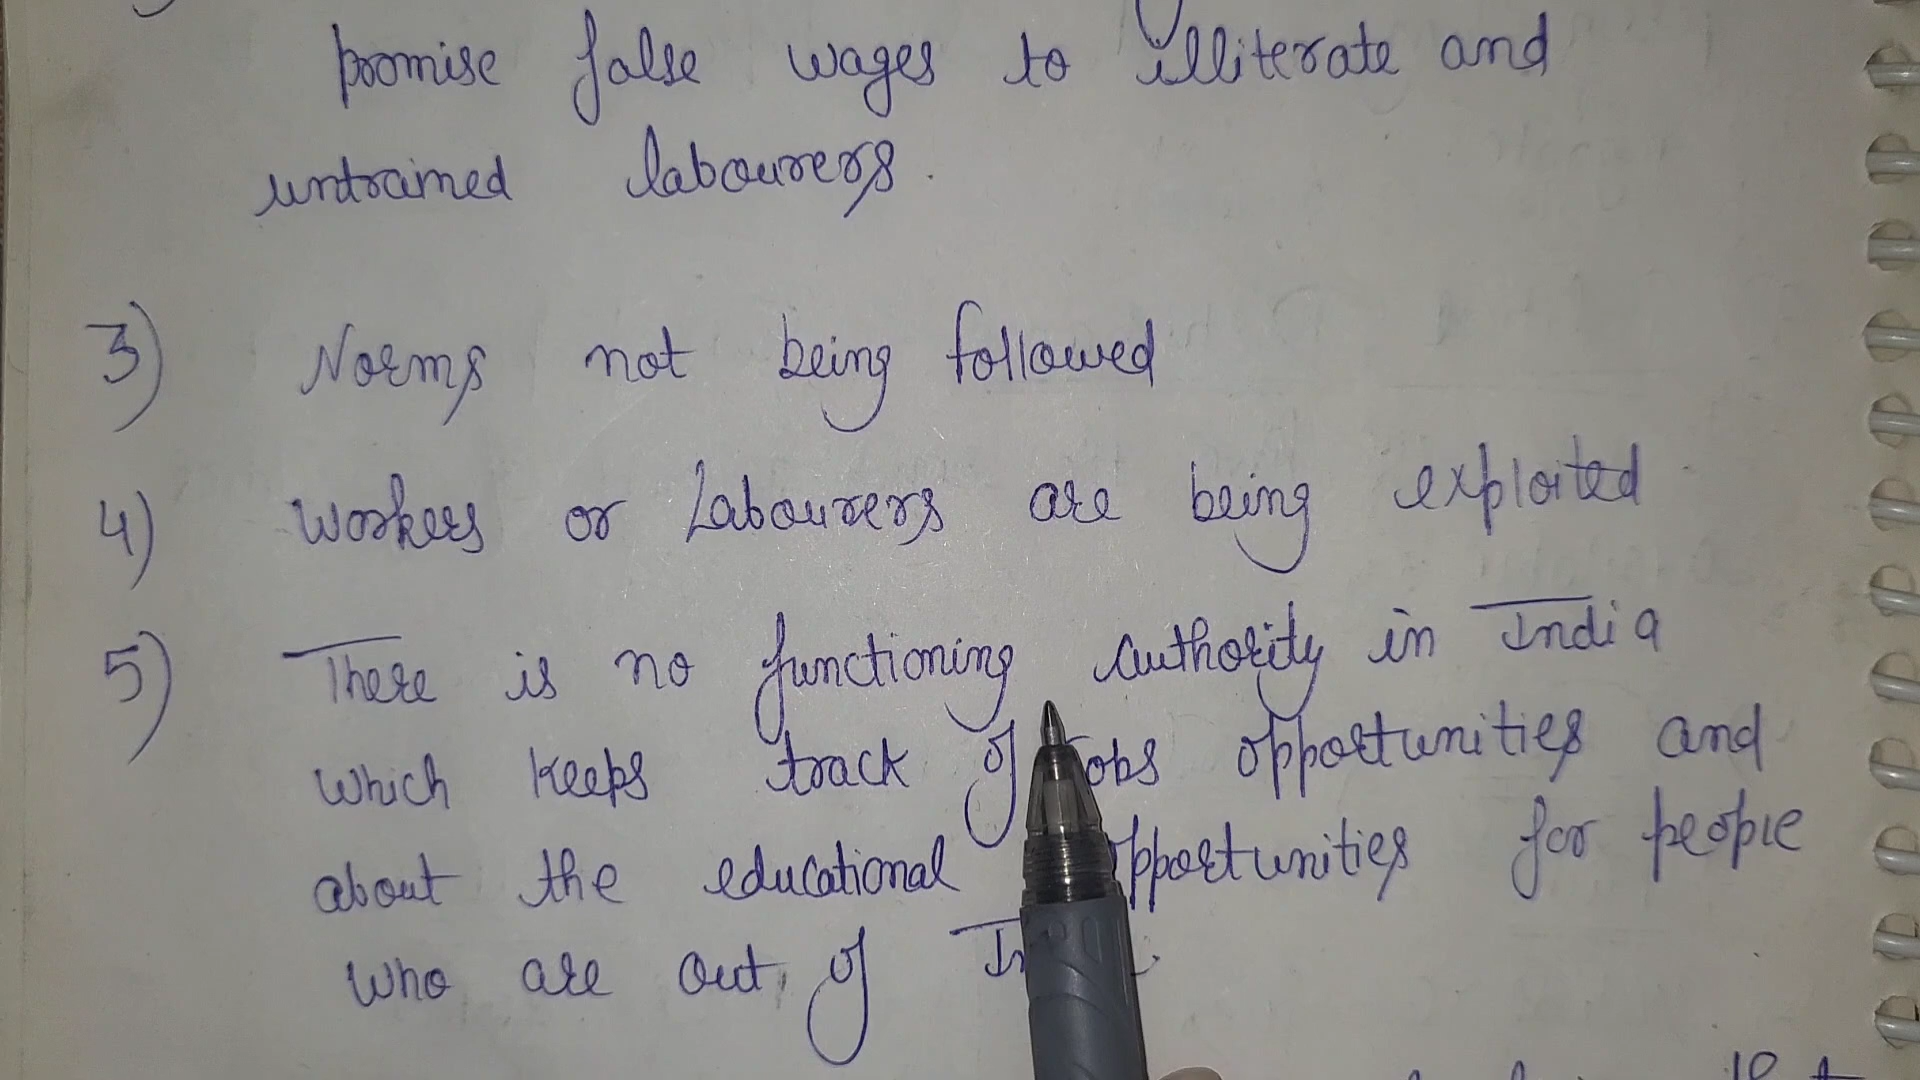 promise false wages to illiterate and
untrained labourers.
3) Norms not being followed
4) Workers or Labourers are being exploited
5) There is no functioning authority in India
which keeps track of opportunities and
about the educational for people
who are out of